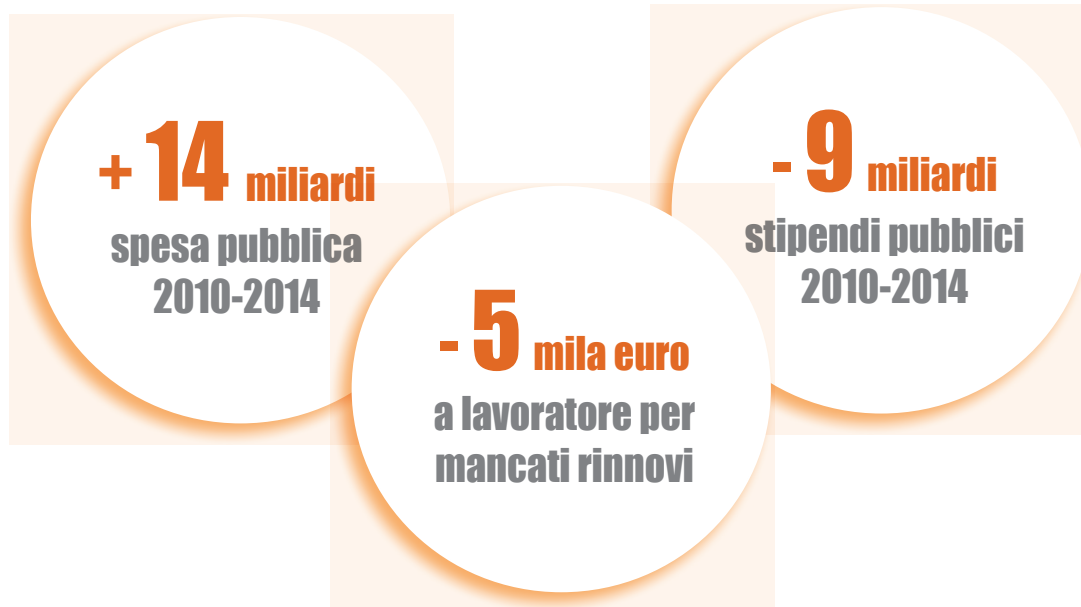 + 14 miliardi
spesa pubblica
2010-2014
- 5 mila euro
a lavoratore per
mancati rinnovi
- 9 miliardi
stipendi pubblici
2010-2014